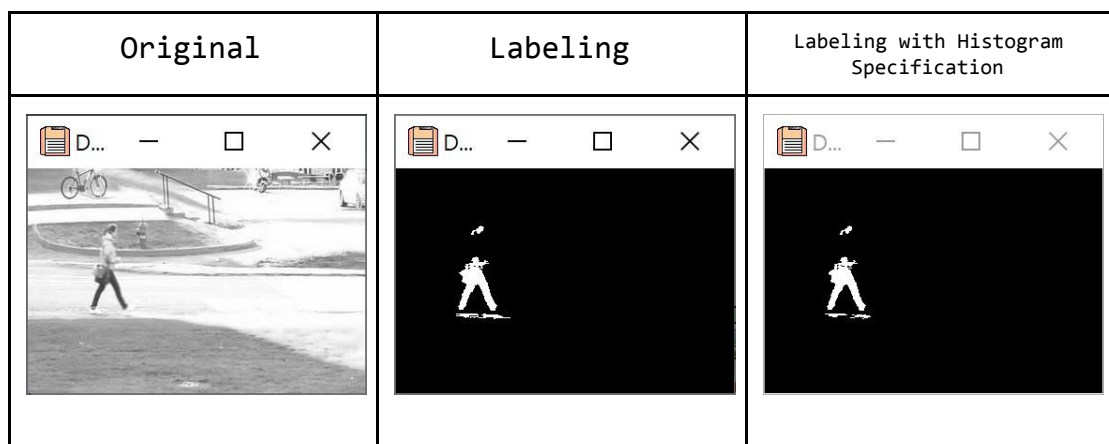 Original
Labeling
Labeling with Histogram
Specification
D...
D...
D...